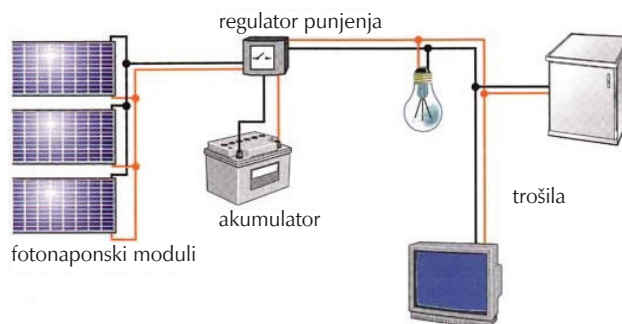 regulator punjenja
akumulator
trošila
fotonaponski moduli